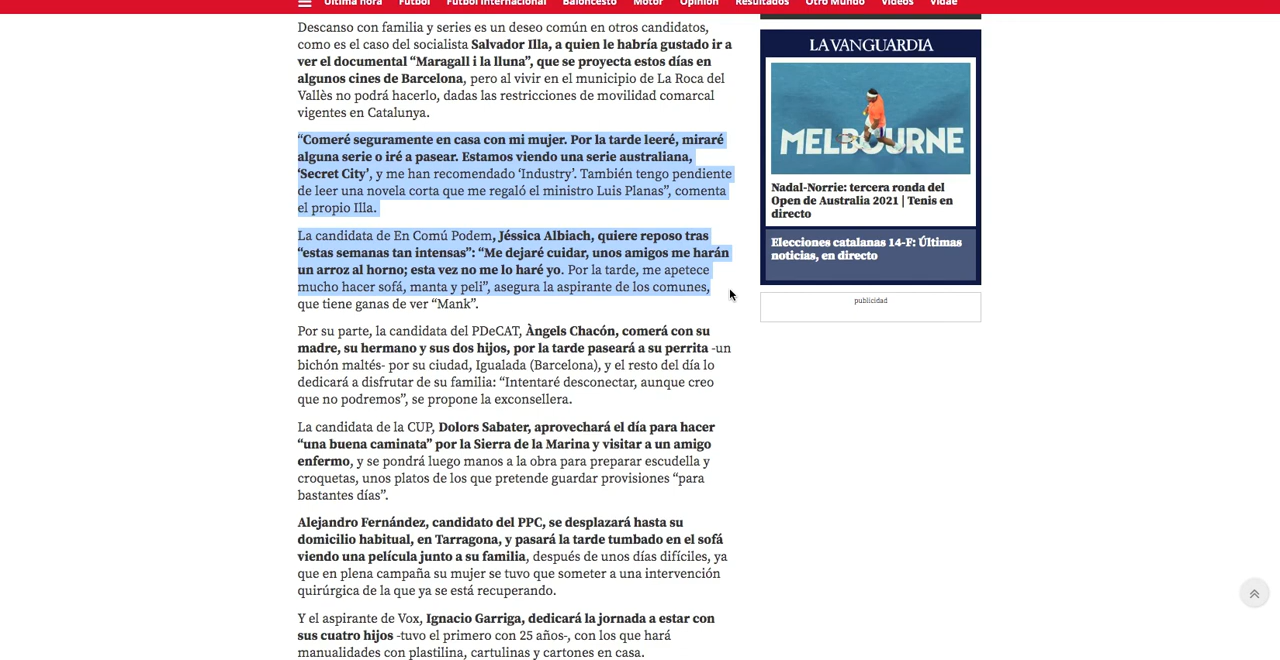 Última hora Fútbol Fútbol Internacional Baloncesto Motor Opinión Resultados Otro Mundo Vídeos Vidae
Descanso con familia y series es un deseo común en otros candidatos,
como es el caso del socialista Salvador Illa, a quien le habría gustado ir a
ver el documental “Maragall i la lluna”, que se proyecta estos días en
algunos cines de Barcelona, pero al vivir en el municipio de La Roca del
Vallès no podrá hacerlo, dadas las restricciones de movilidad comarcal
vigentes en Catalunya.
“Comeré seguramente en casa con mi mujer. Por la tarde leeré, miraré
alguna serie o iré a pasear. Estamos viendo una serie australiana,
‘Secret City’, y me han recomendado ‘Industry’. También tengo pendiente
de leer una novela corta que me regaló el ministro Luis Planas”, comenta
el propio Illa.
La candidata de En Comú Podem, Jéssica Albiach, quiere reposo tras
“estas semanas tan intensas”: “Me dejaré cuidar, unos amigos me harán
un arroz al horno; esta vez no me lo haré yo. Por la tarde, me apetece
mucho hacer sofá, manta y peli”, asegura la aspirante de los comunes,
que tiene ganas de ver “Mank”.
Por su parte, la candidata del PDeCAT, Àngels Chacón, comerá con su
madre, su hermano y sus dos hijos, por la tarde paseará a su perrita -un
bichón maltés- por su ciudad, Igualada (Barcelona), y el resto del día lo
dedicará a disfrutar de su familia: “Intentaré desconectar, aunque creo
que no podremos”, se propone la exconsellera.
La candidata de la CUP, Dolors Sabater, aprovechará el día para hacer
“una buena caminata” por la Sierra de la Marina y visitar a un amigo
enfermo, y se pondrá luego manos a la obra para preparar escudella y
croquetas, unos platos de los que pretende guardar provisiones “para
bastantes días”.
Alejandro Fernández, candidato del PPC, se desplazará hasta su
domicilio habitual, en Tarragona, y pasará la tarde tumbado en el sofá
viendo una película junto a su familia, después de unos días difíciles, ya
que en plena campaña su mujer se tuvo que someter a una intervención
quirúrgica de la que ya se está recuperando.
Y el aspirante de Vox, Ignacio Garriga, dedicará la jornada a estar con
sus cuatro hijos -tuvo el primero con 25 años-, con los que hará
manualidades con plastilina, cartulinas y cartones en casa.
LA VANGUARDIA
MELBOURNE
Nadal-Norrie: tercera ronda del
Open de Australia 2021 | Tenis en
directo
Elecciones catalanas 14-F: Últimas
noticias, en directo
publicidad